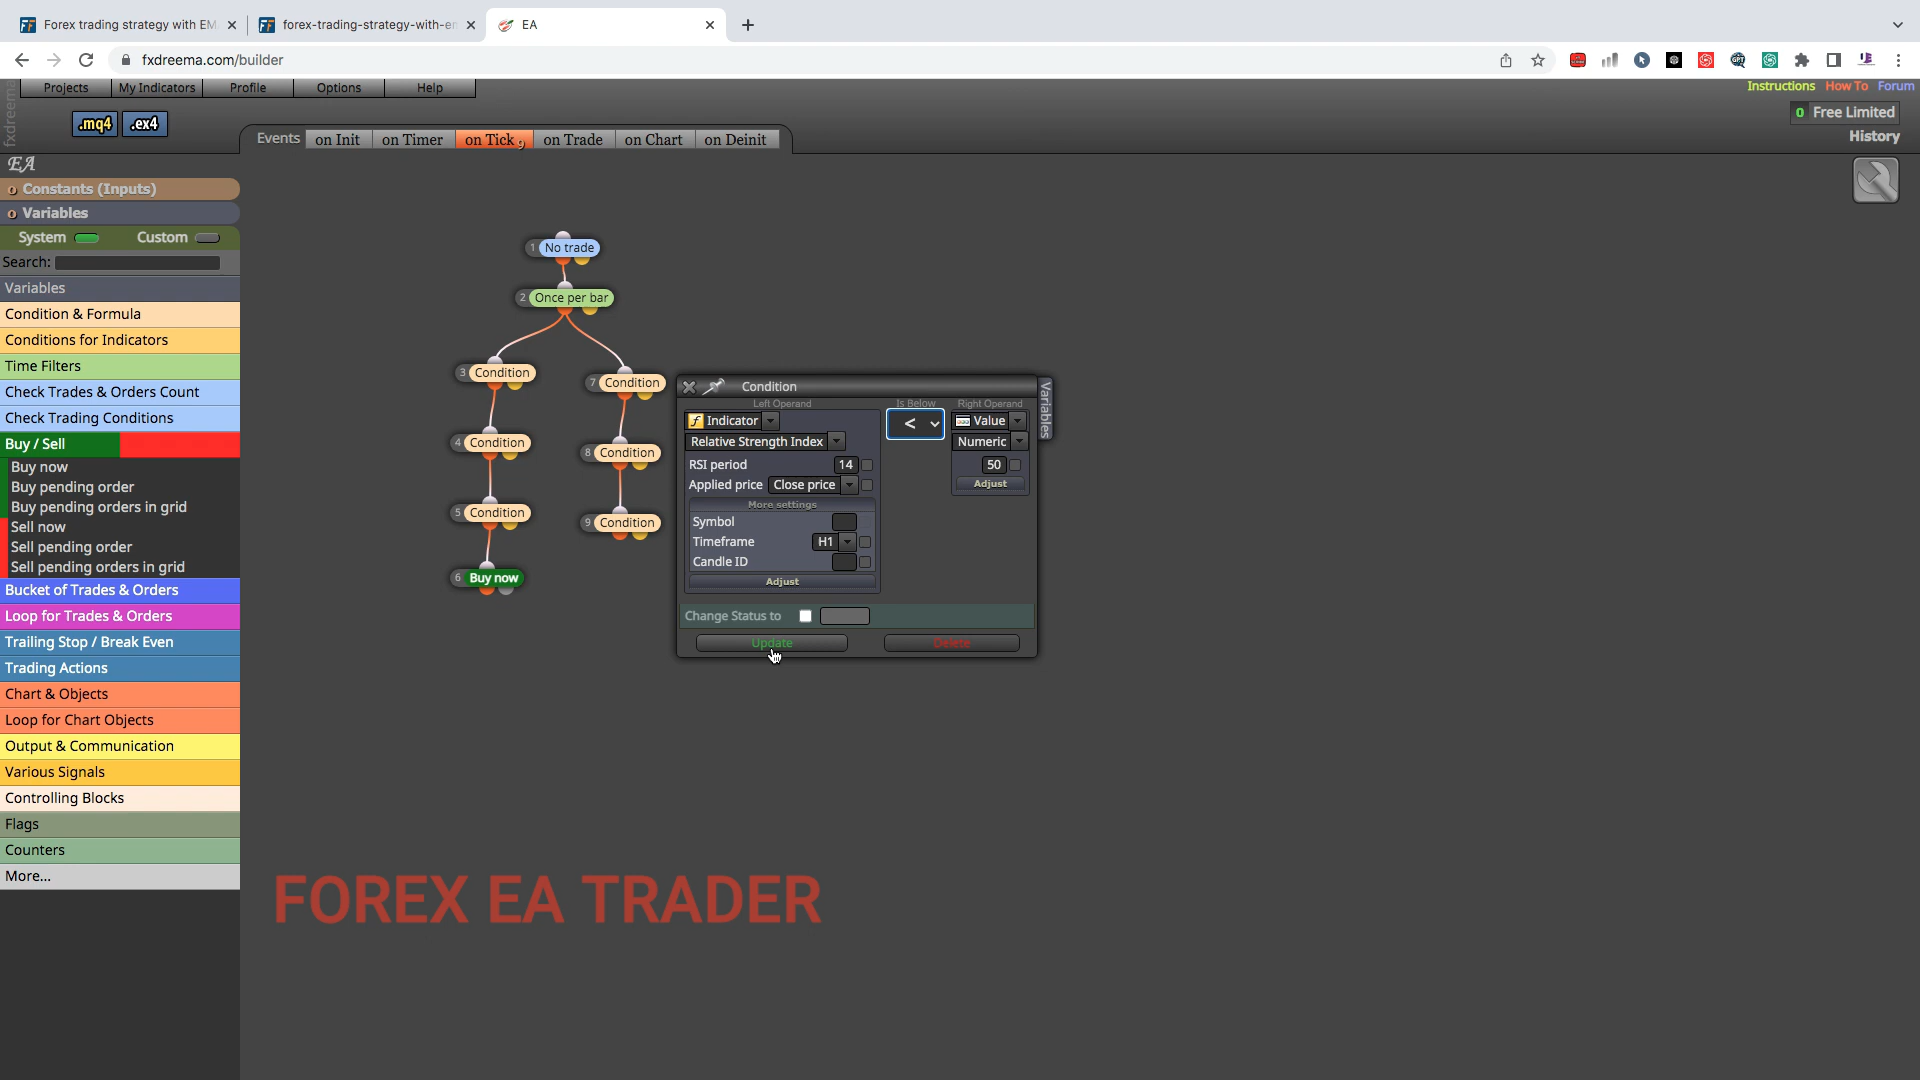 Forex trading strategy with EM
forex-trading-strategy-with-em
EA
fxdreema.com/builder
Projects
My Indicators
Profile
Options
Help
Instructions How To Forum
fxdreema
.mq4
.ex4
0 Free Limited
Events
on Init
on Timer
on Tick 9
on Trade
on Chart
on Deinit
History
EA
0 Constants (Inputs)
0 Variables
System
Custom
Search:
Variables
Condition & Formula
Conditions for Indicators
Time Filters
Check Trades & Orders Count
Check Trading Conditions
Buy / Sell
Buy now
Buy pending order
Buy pending orders in grid
Sell now
Sell pending order
Sell pending orders in grid
Bucket of Trades & Orders
Loop for Trades & Orders
Trailing Stop / Break Even
Trading Actions
Chart & Objects
Loop for Chart Objects
Output & Communication
Various Signals
Controlling Blocks
Flags
Counters
More...
1 No trade
2 Once per bar
3 Condition
4 Condition
5 Condition
6 Buy now
7 Condition
8 Condition
9 Condition
Condition
Left Operand
Is Below
Right Operand
Indicator
<
Value
Relative Strength Index
Numeric
RSI period 14
50
Applied price Close price
Adjust
More settings
Symbol
Timeframe H1
Candle ID
Adjust
Change Status to
Update
Delete
Variables
FOREX EA TRADER